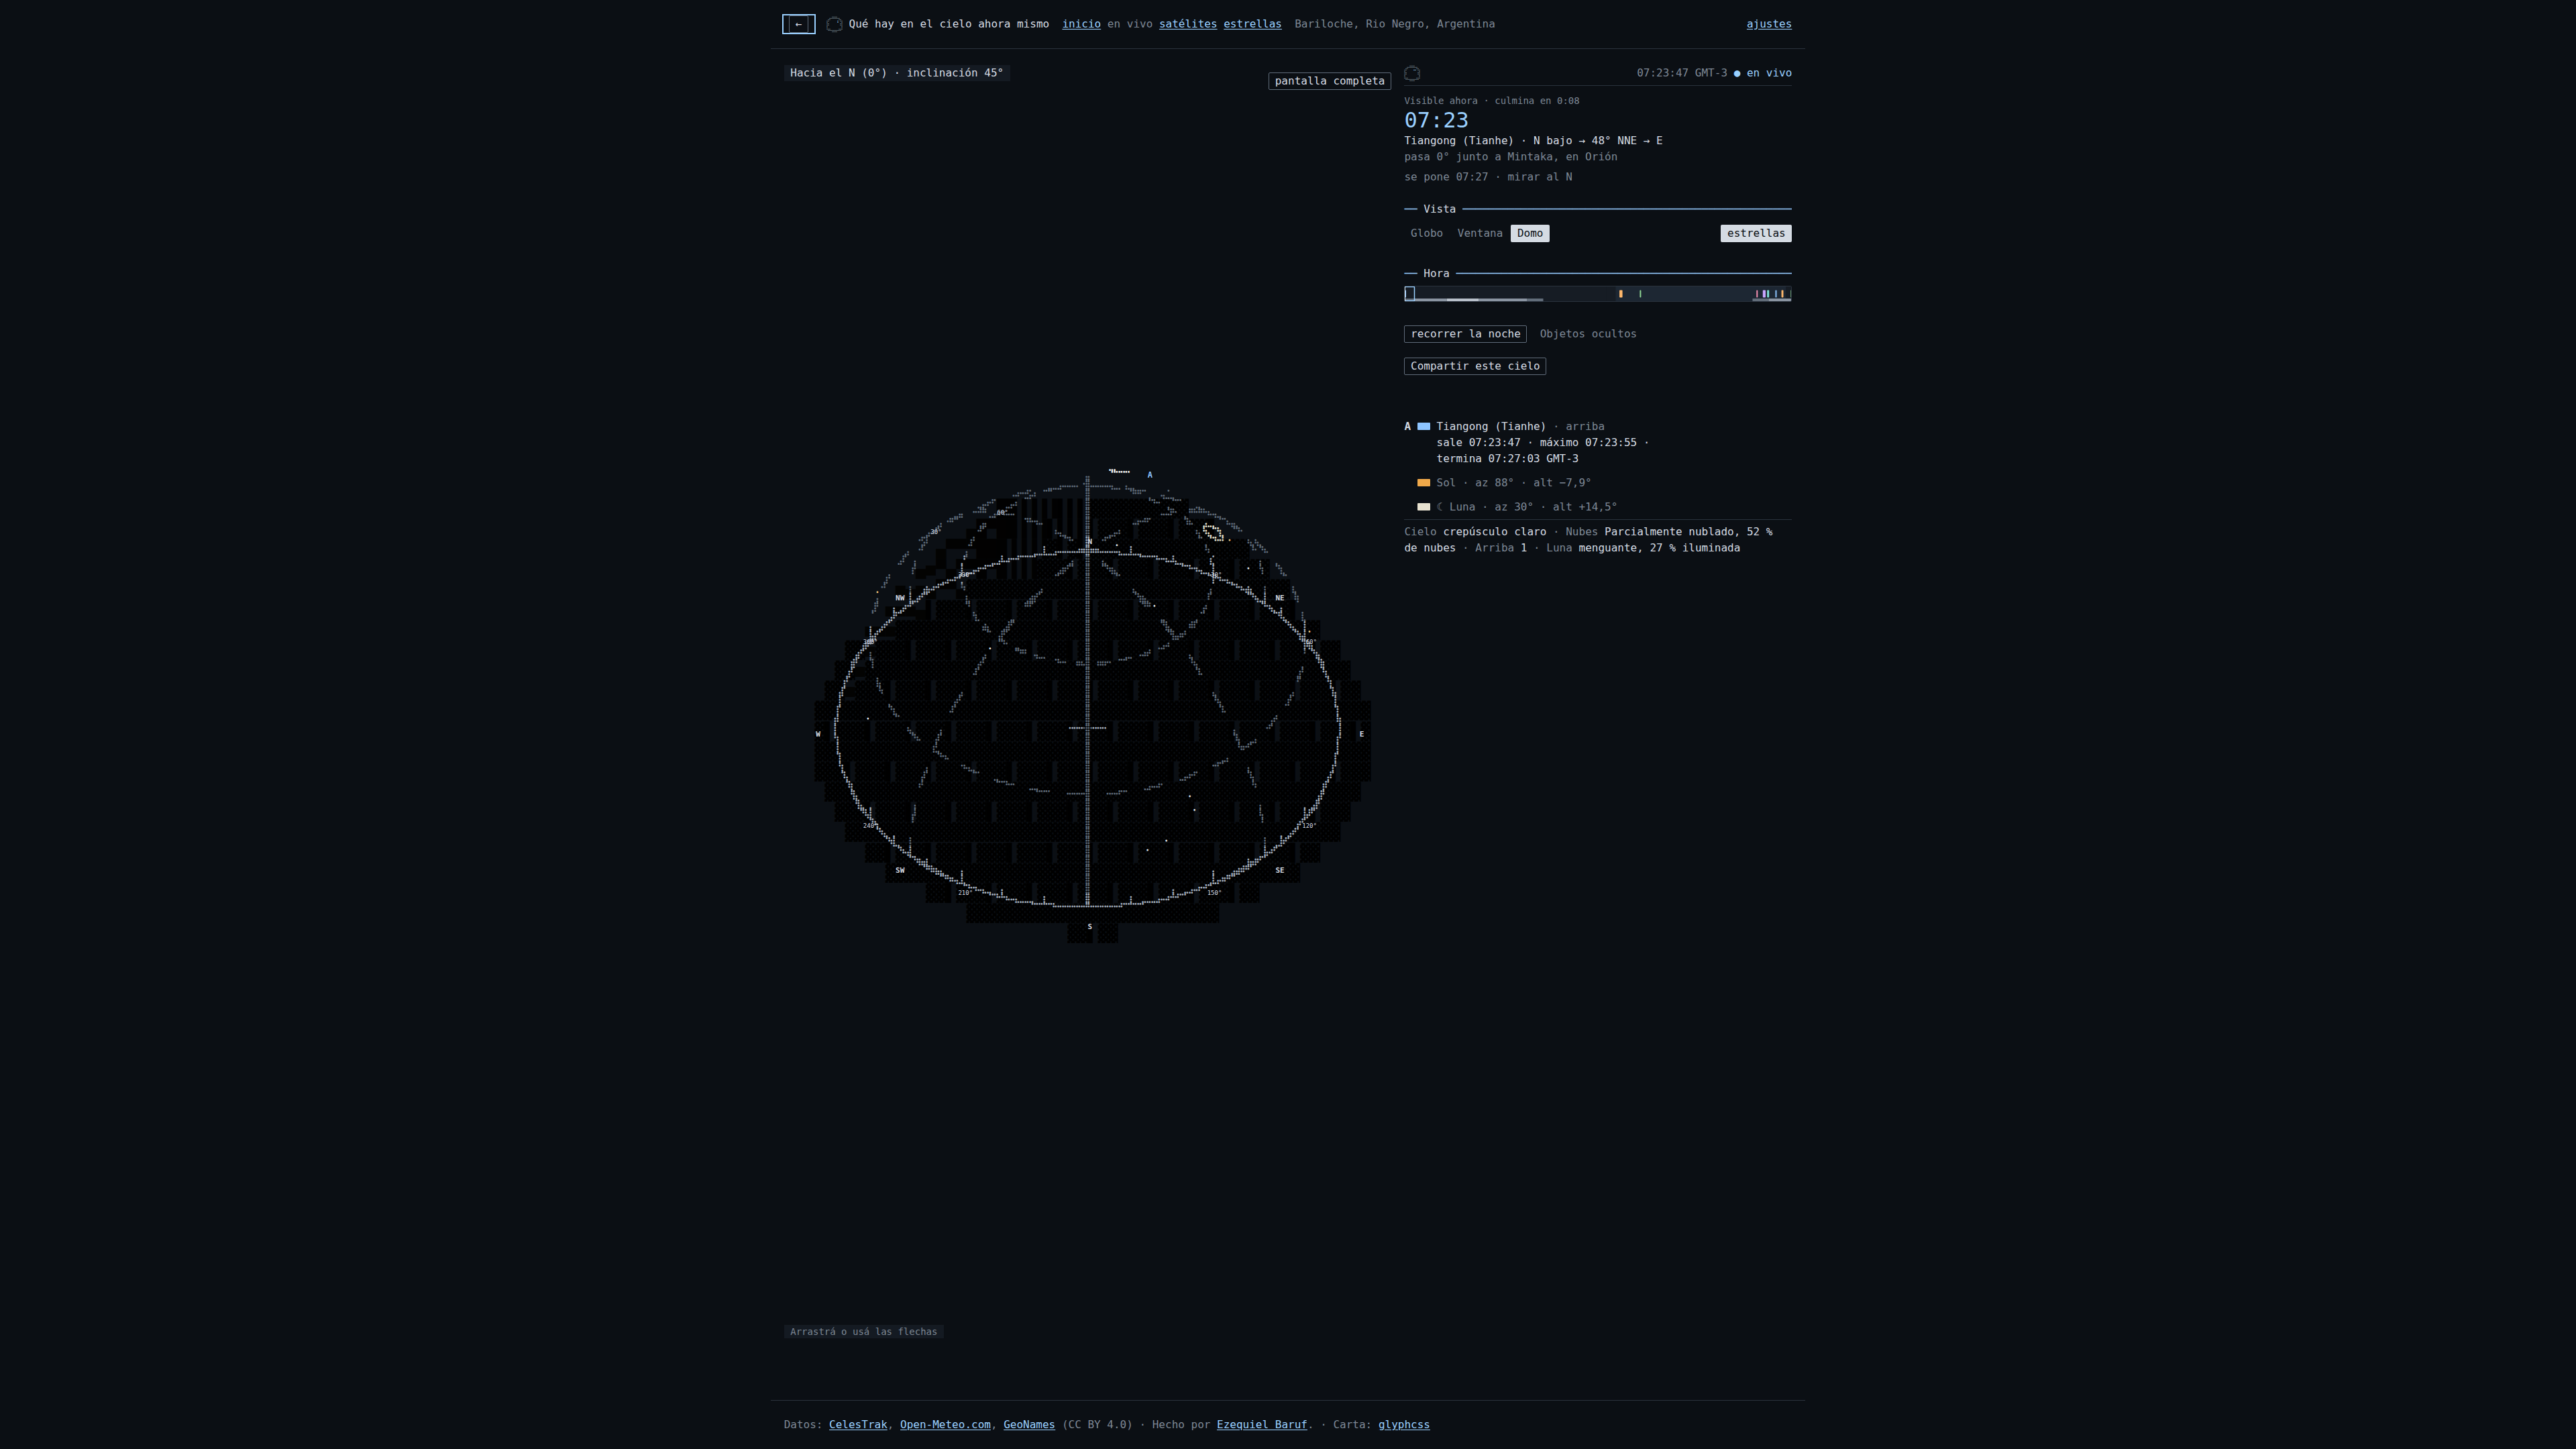 ← Qué hay en el cielo ahora mismo inicio en vivo satélites estrellas Bariloche, Rio Negro, Argentina ajustes
Hacia el N (0°) · inclinación 45°
pantalla completa
07:23:47 GMT-3 ● en vivo
Visible ahora · culmina en 0:08
07:23
Tiangong (Tianhe) · N bajo → 48° NNE → E
pasa 0° junto a Mintaka, en Orión
se pone 07:27 · mirar al N
Vista
Globo Ventana Domo estrellas
Hora
recorrer la noche Objetos ocultos
Compartir este cielo
A Tiangong (Tianhe) · arriba
sale 07:23:47 · máximo 07:23:55 ·
termina 07:27:03 GMT-3
Sol · az 88° · alt −7,9°
☾ Luna · az 30° · alt +14,5°
Cielo crepúsculo claro · Nubes Parcialmente nublado, 52 %
de nubes · Arriba 1 · Luna menguante, 27 % iluminada
A
60°
30°
N
NW
NE
W
E
240°
120°
SW
SE
210°
150°
S
Arrastrá o usá las flechas
Datos: CelesTrak, Open-Meteo.com, GeoNames (CC BY 4.0) · Hecho por Ezequiel Baruf. · Carta: glyphcss